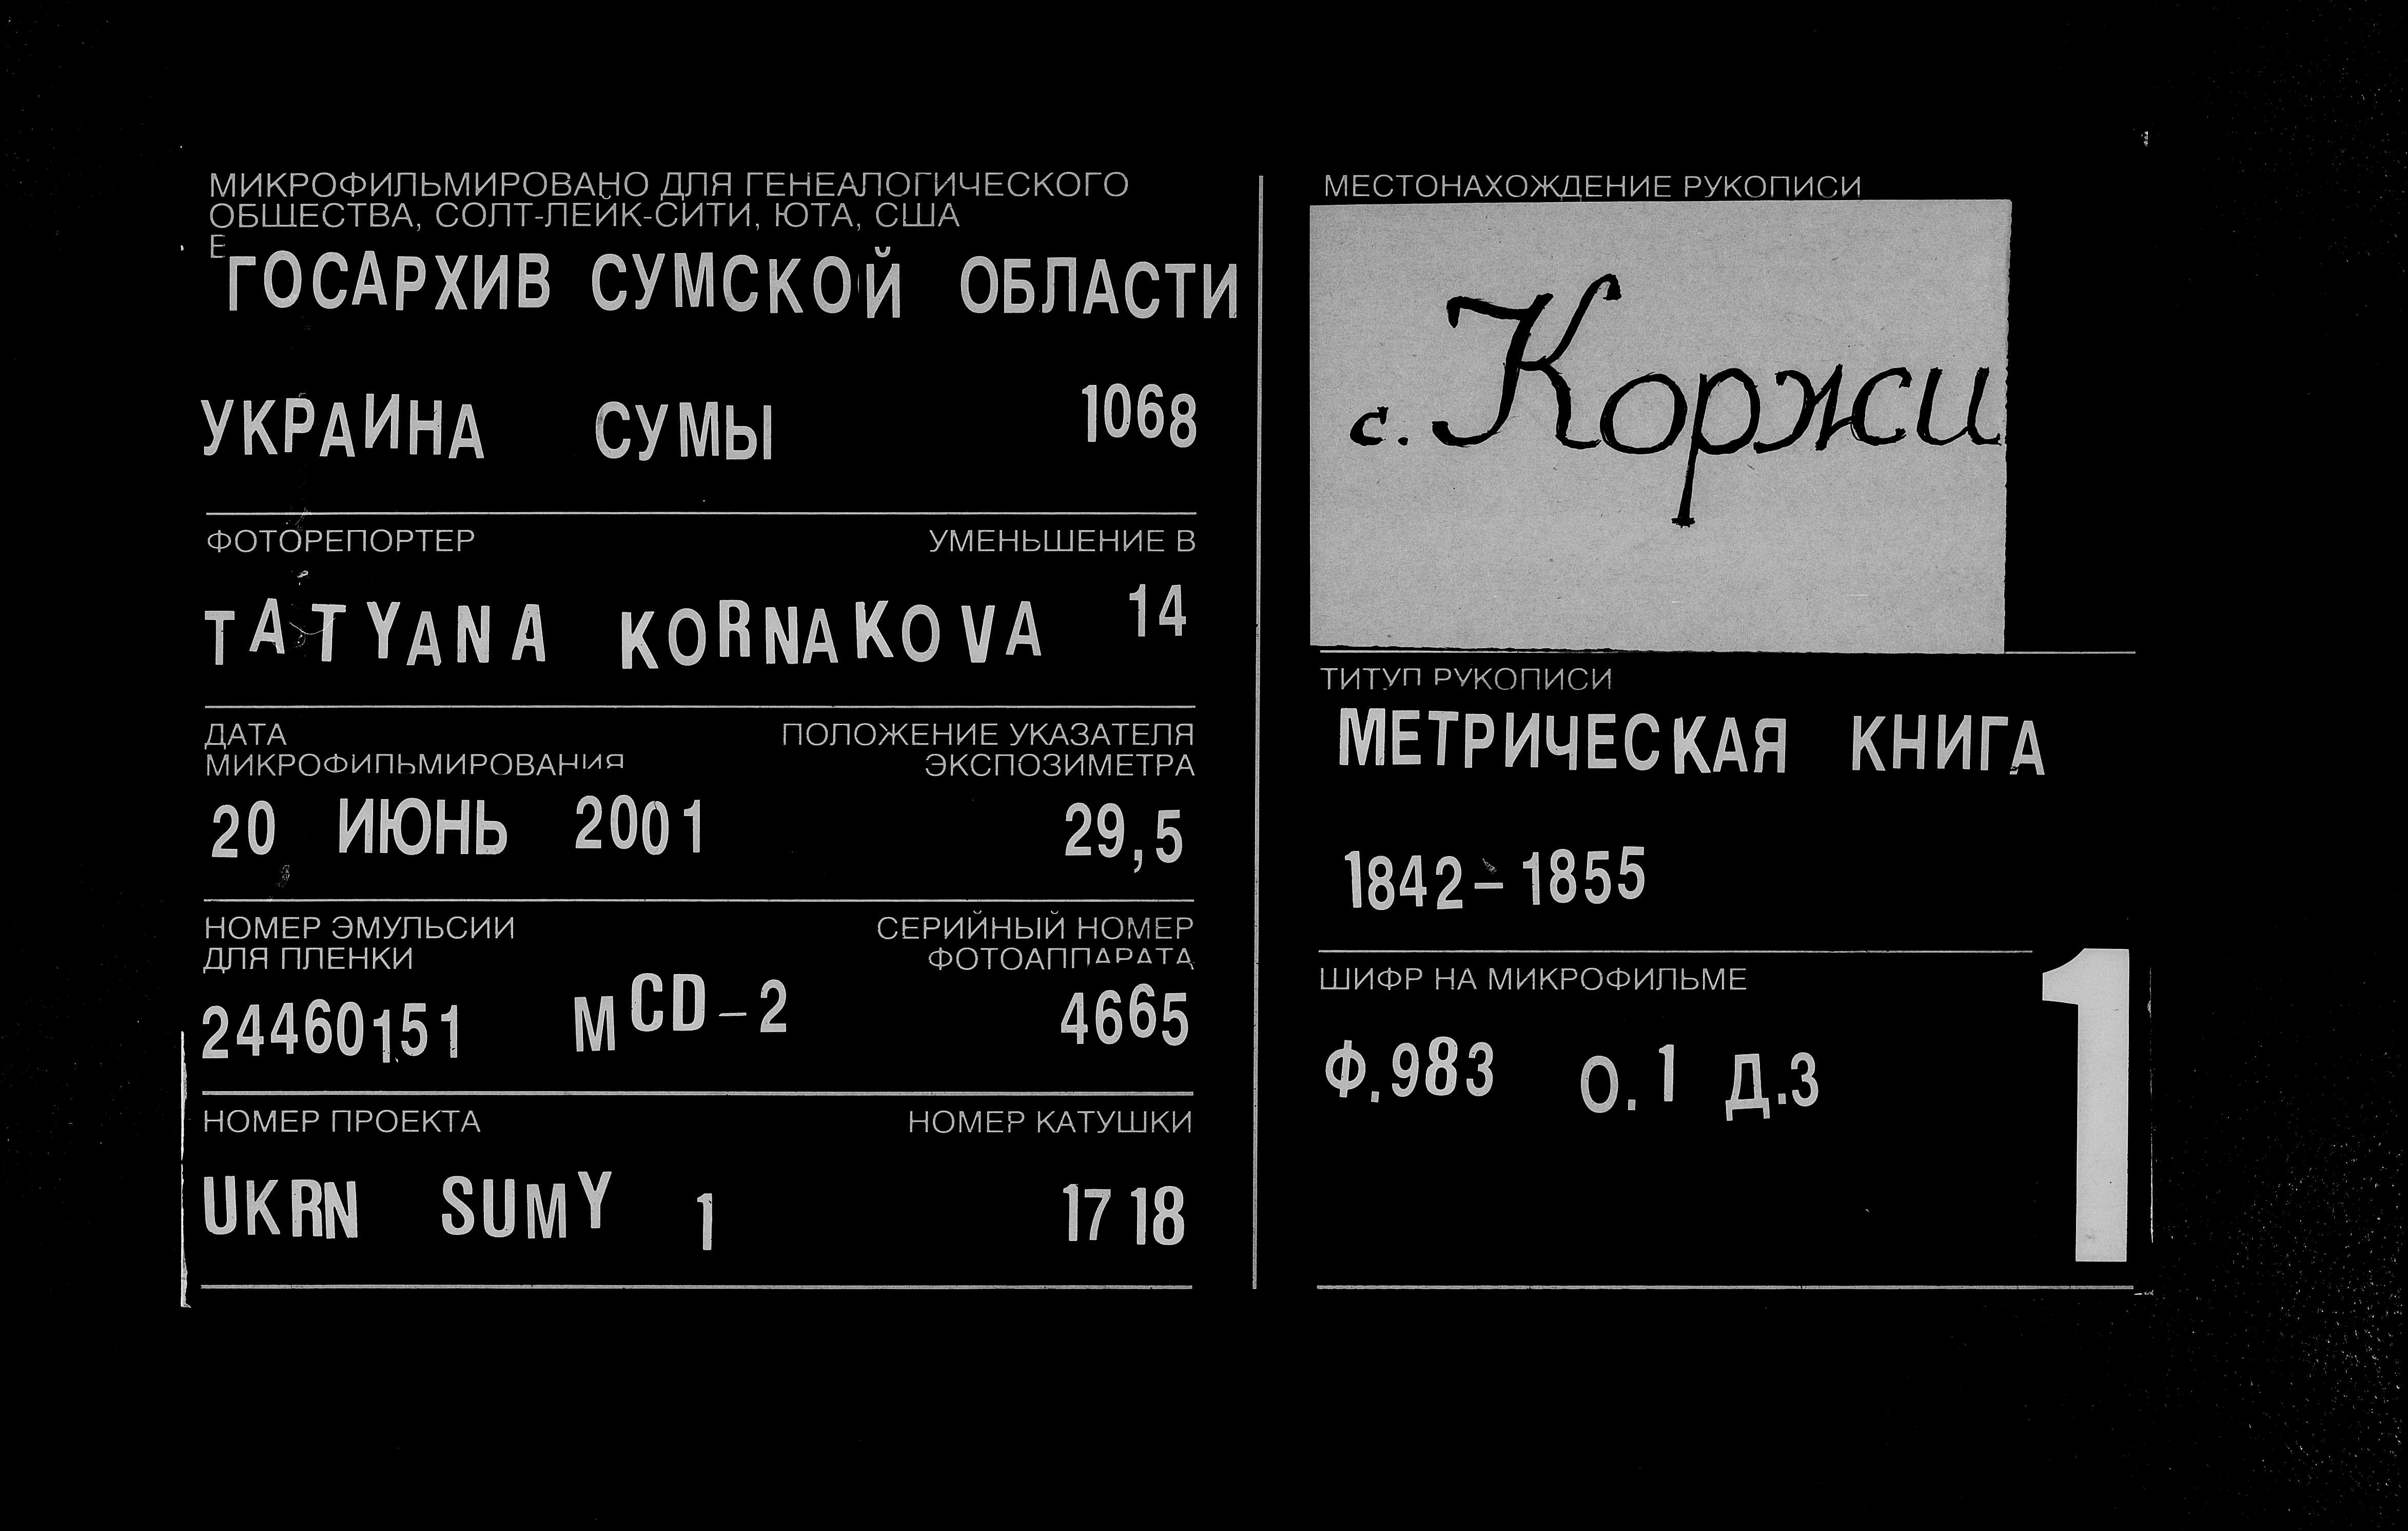 МИКРОФИЛЬМИРОВАНО ДЛЯ ГЕНЕАЛОГИЧЕСКОГО
ОБЩЕСТВА, СОЛТ-ЛЕЙК-СИТИ, ЮТА, США
Е
ГОСАРХИВ СУМСКОЙ ОБЛАСТИ
УКРАИНА СУМЫ 1068
ФОТОРЕПОРТЕР УМЕНЬШЕНИЕ В
TATYANA KORNAKOVA 14
ДАТА ПОЛОЖЕНИЕ УКАЗАТЕЛЯ
МИКРОФИЛЬМИРОВАНИЯ ЭКСПОЗИМЕТРА
20 ИЮНЬ 2001 29,5
НОМЕР ЭМУЛЬСИИ СЕРИЙНЫЙ НОМЕР
ДЛЯ ПЛЕНКИ ФОТОАППАРАТА
24460151 MCD-2 4665
НОМЕР ПРОЕКТА НОМЕР КАТУШКИ
UKRN SUMY 1 1718
МЕСТОНАХОЖДЕНИЕ РУКОПИСИ
с. Коржи
ТИТУЛ РУКОПИСИ
МЕТРИЧЕСКАЯ КНИГА
1842-1855
ШИФР НА МИКРОФИЛЬМЕ
Ф.983 О.1 Д.3
1